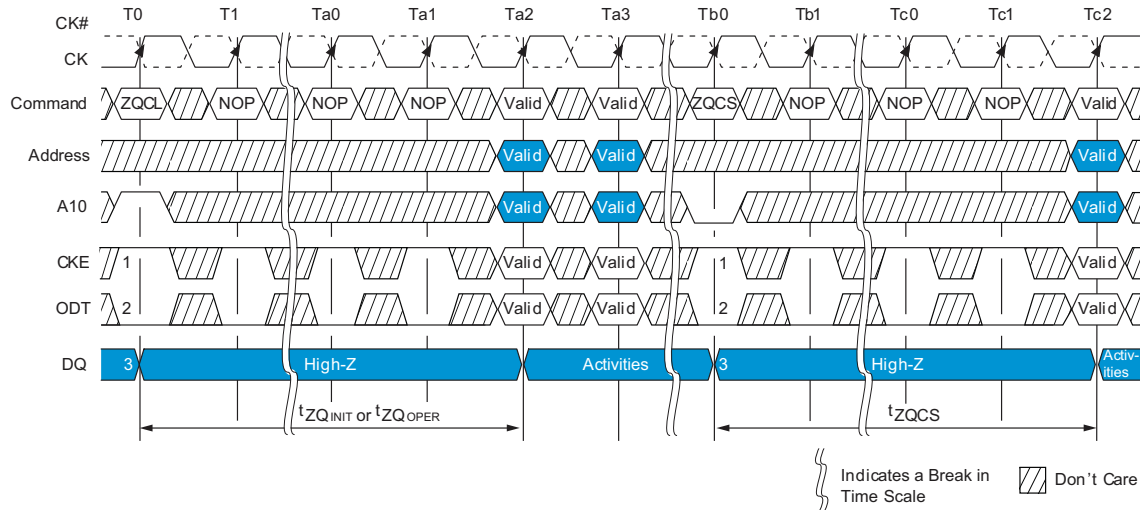 T0 T1 Ta0 Ta1 Ta2 Ta3 Tb0 Tb1 Tc0 Tc1 Tc2
CK#
CK
Command ZQCL NOP NOP NOP Valid Valid ZQCS NOP NOP NOP Valid
Address Valid Valid Valid
A10 Valid Valid Valid
CKE 1 Valid Valid 1 Valid
ODT 2 Valid Valid 2 Valid
DQ 3 High-Z Activities 3 High-Z Activ-
ities
tZQINIT or tZQOPER tZQCS
Indicates a Break in
Time Scale
Don't Care